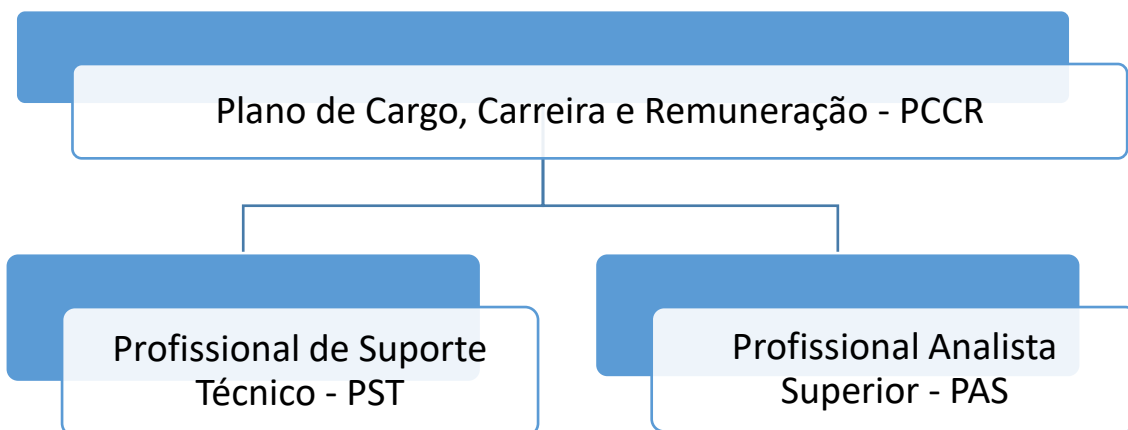 Plano de Cargo, Carreira e Remuneração - PCCR
Profissional de Suporte
Técnico - PST
Profissional Analista
Superior - PAS